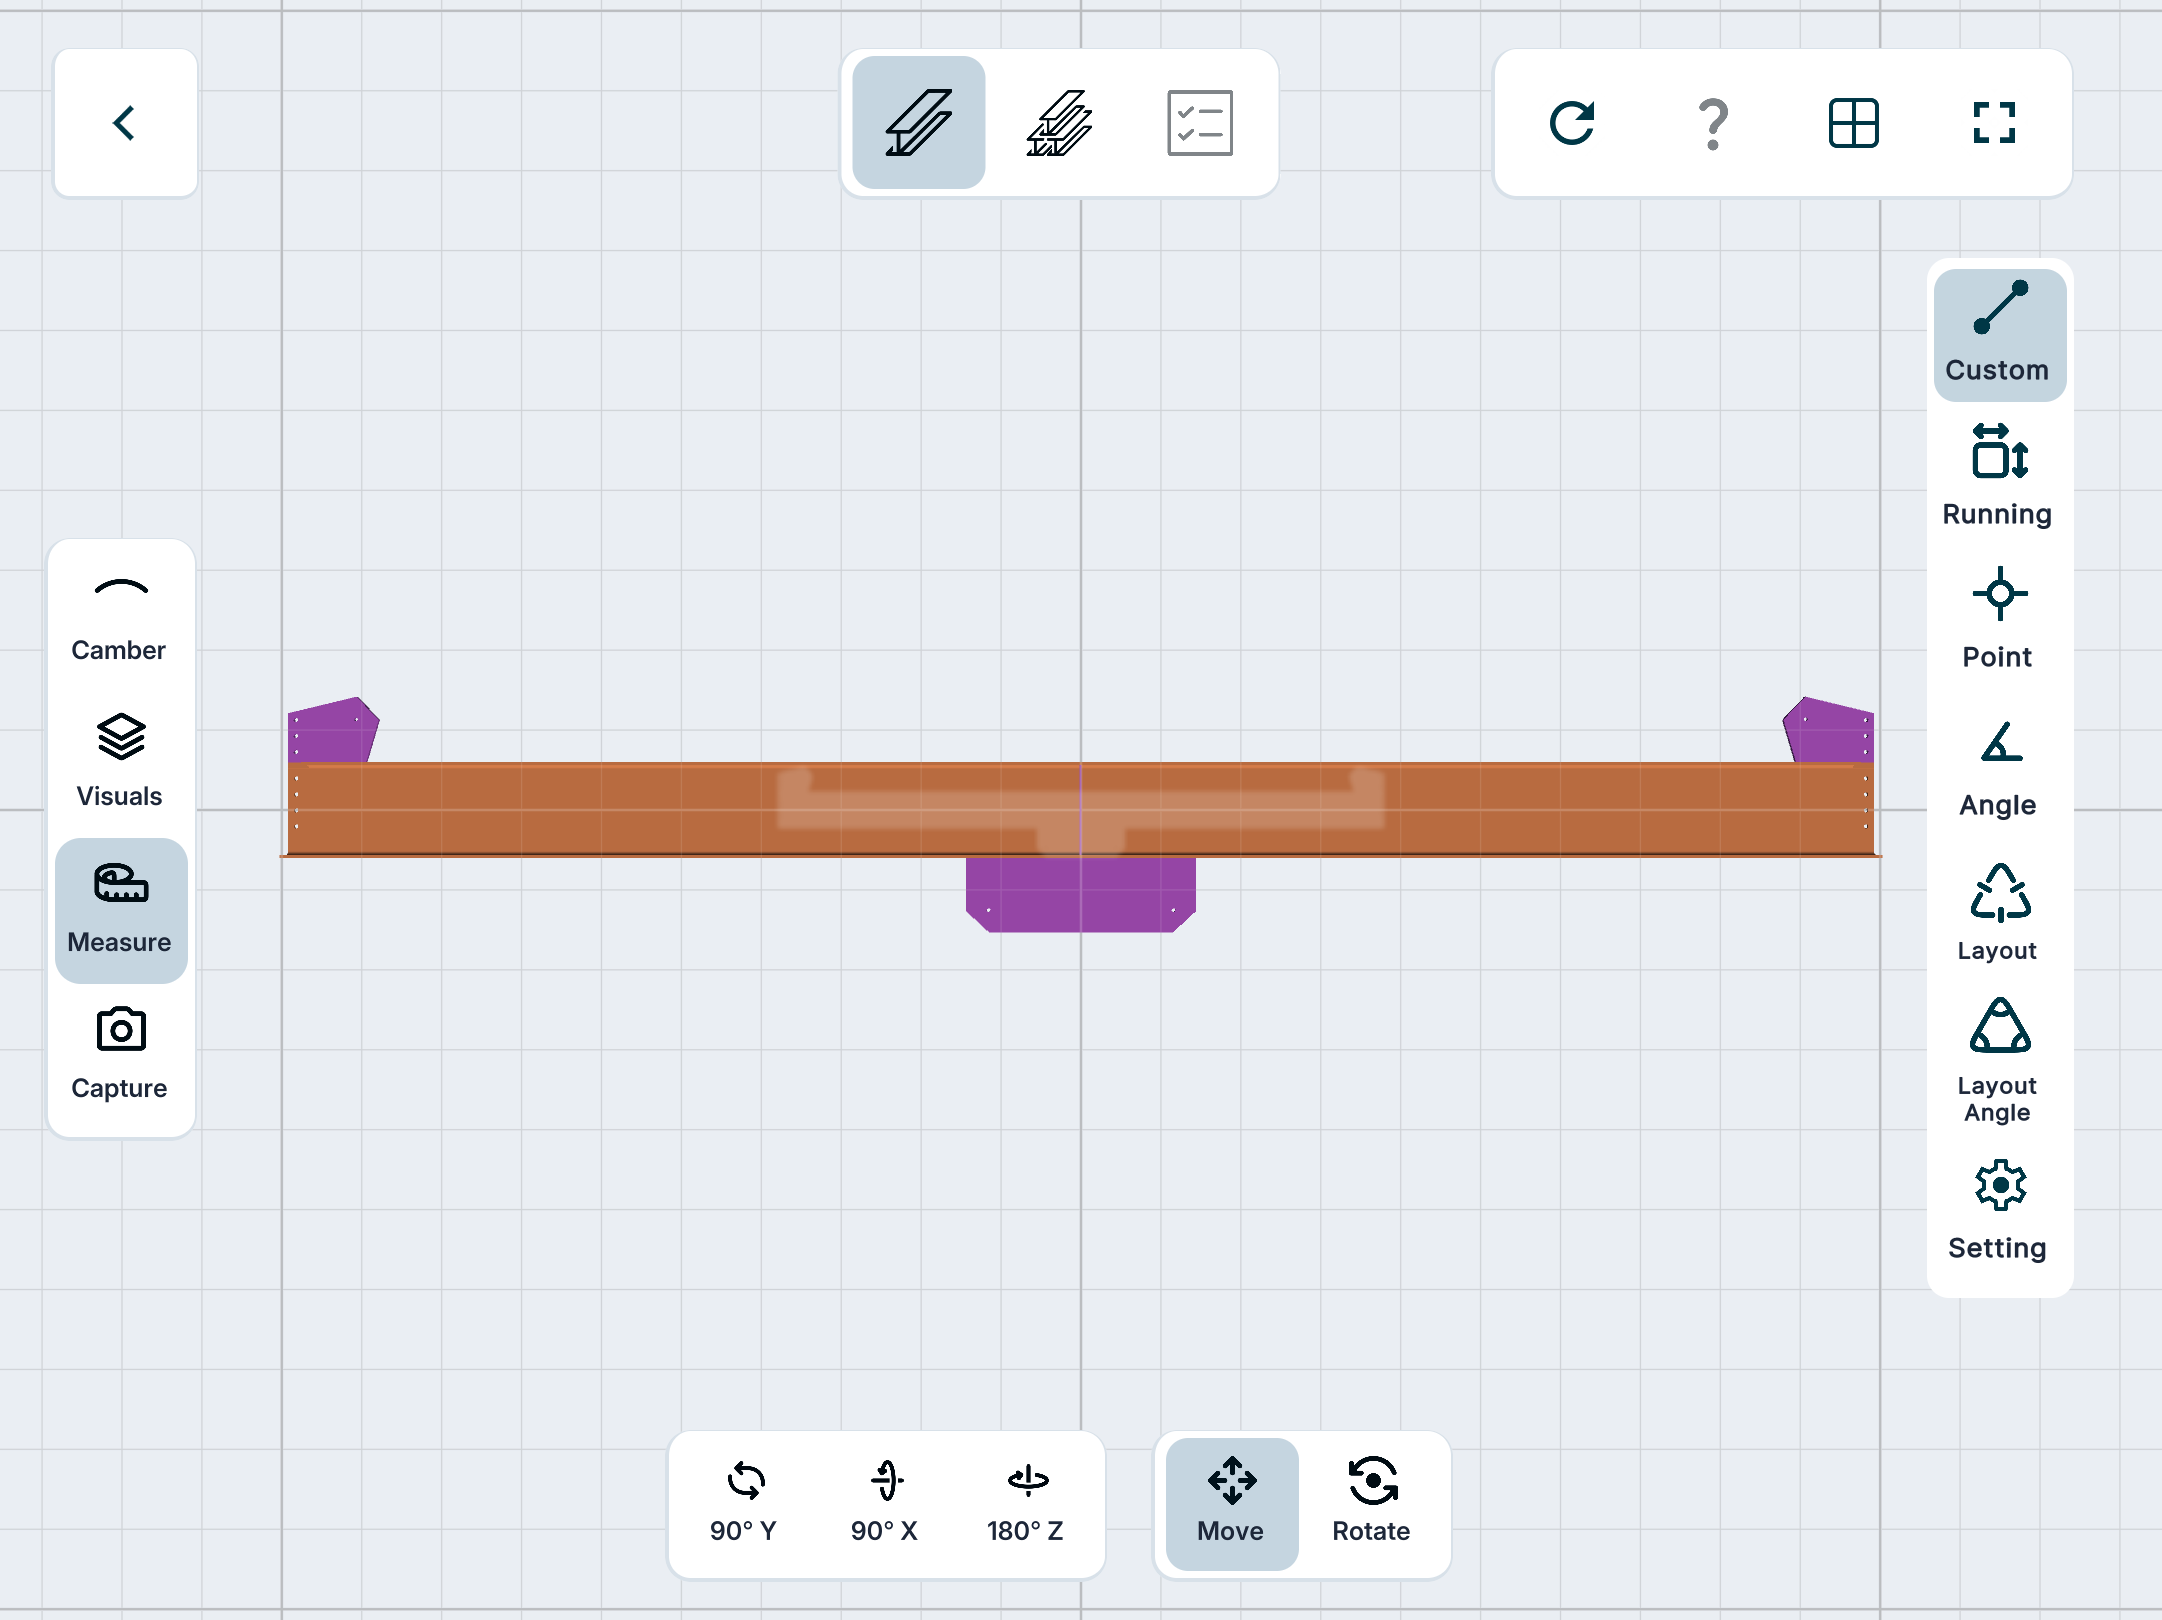 Custom
Running
Point
Camber
Angle
Visuals
Measure
Layout
Capture
Layout
Angle
Setting
90° Y
90° X
180° Z
Move
Rotate